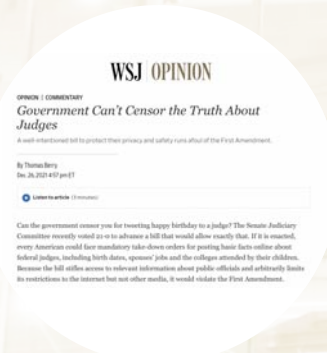 WSJ | OPINION
OPINION | COMMENTARY
Government Can't Censor the Truth About
Judges
A well-intentioned bill to protect their privacy and safety runs afoul of the First Amendment.
By Thomas Berry
Dec. 26, 2021 4:57 pm ET
Listen to article (3 minutes)
Can the government censor you for tweeting happy birthday to a judge? The Senate Judiciary
Committee recently voted 21-0 to advance a bill that would allow exactly that. If it is enacted,
every American could face mandatory take-down orders for posting basic facts online about
federal judges, including birth dates, spouses' jobs and the colleges attended by their children.
Because the bill stifles access to relevant information about public officials and arbitrarily limits
its restrictions to the internet but not other media, it would violate the First Amendment.